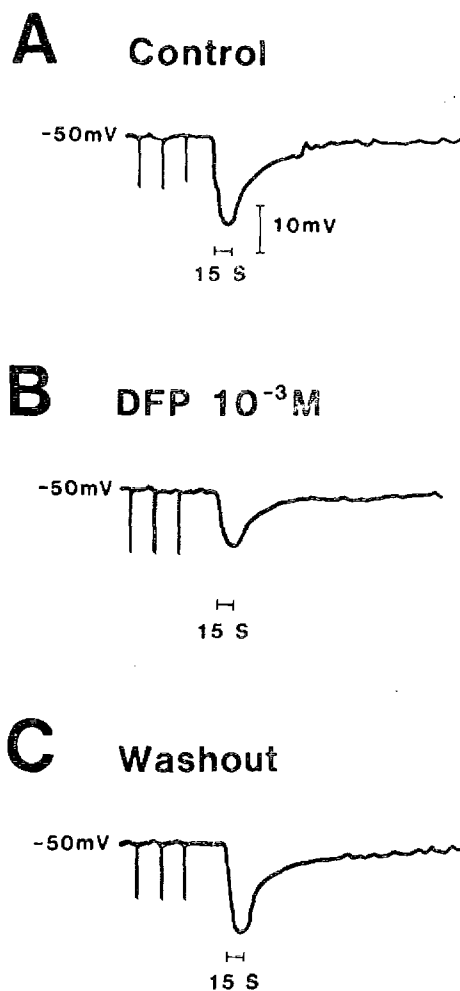 A Control
-50mV
10mV
15 S
B DFP 10⁻³M
-50mV
15 S
C Washout
-50mV
15 S